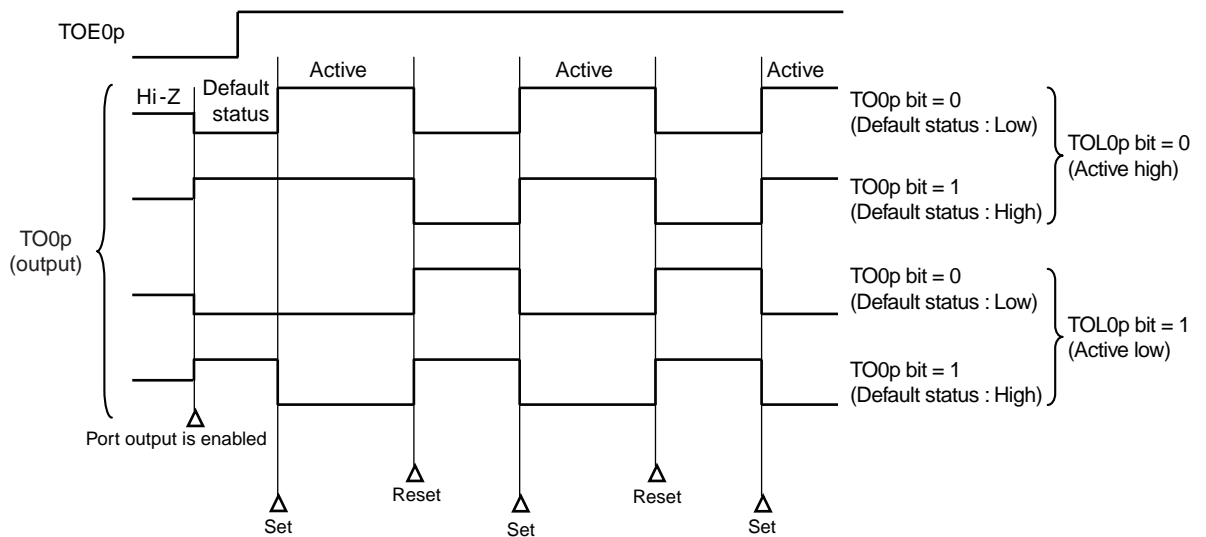 TOE0p
Active
Active
Active
Hi-Z
Default
status
TO0p bit = 0
(Default status : Low)
TOL0p bit = 0
(Active high)
TO0p bit = 1
(Default status : High)
TO0p
(output)
TO0p bit = 0
(Default status : Low)
TOL0p bit = 1
(Active low)
TO0p bit = 1
(Default status : High)
Port output is enabled
Reset
Reset
Set
Set
Set